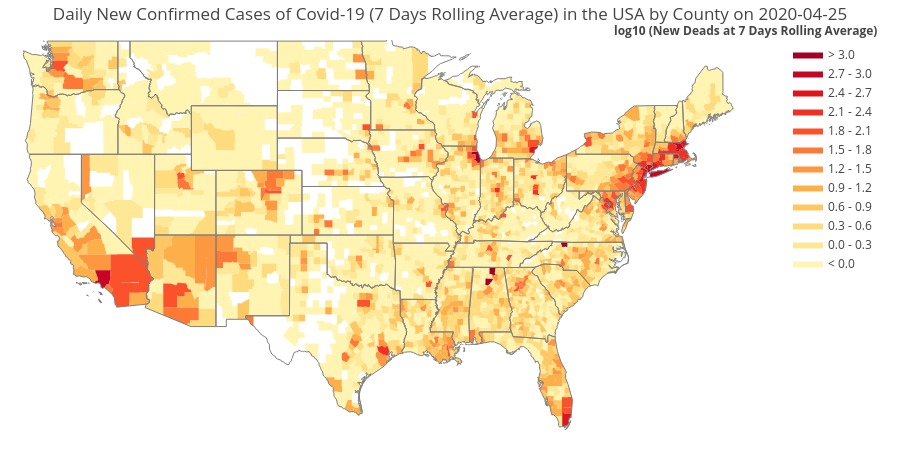 Daily New Confirmed Cases of Covid-19 (7 Days Rolling Average) in the USA by County on 2020-04-25
log10 (New Deads at 7 Days Rolling Average)
> 3.0
2.7 - 3.0
2.4 - 2.7
2.1 - 2.4
1.8 - 2.1
1.5 - 1.8
1.2 - 1.5
0.9 - 1.2
0.6 - 0.9
0.3 - 0.6
0.0 - 0.3
< 0.0